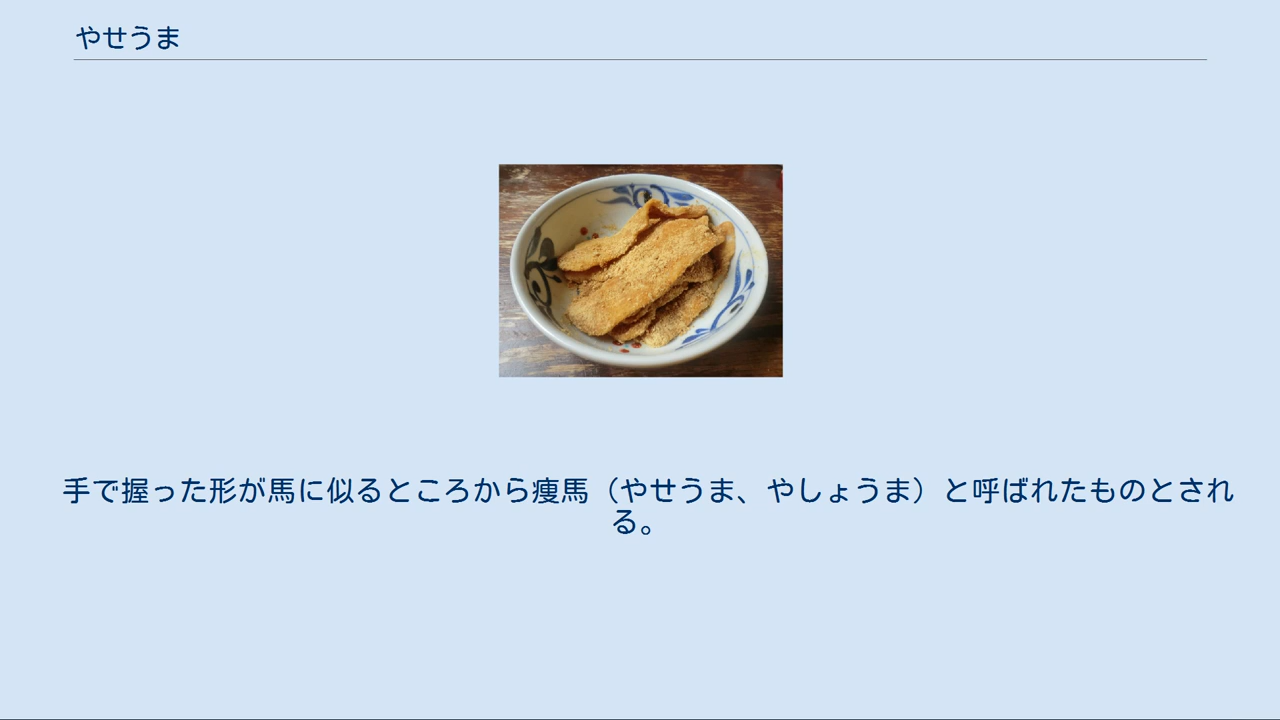 やせうま
手で握った形が馬に似るところから痩馬（やせうま、やしょうま）と呼ばれたものとされ
る。